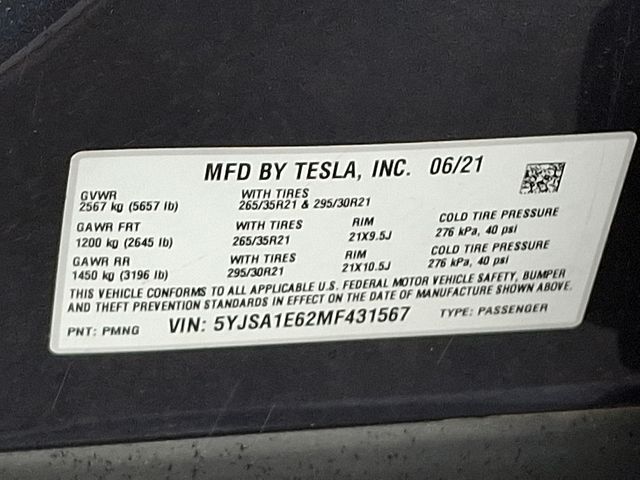 MFD BY TESLA, INC. 06/21
GVWR WITH TIRES
2567 kg (5657 lb) 265/35R21 & 295/30R21
GAWR FRT WITH TIRES RIM COLD TIRE PRESSURE
1200 kg (2645 lb) 265/35R21 21X9.5J 276 kPa, 40 psi
GAWR RR WITH TIRES RIM COLD TIRE PRESSURE
1450 kg (3196 lb) 295/30R21 21X10.5J 276 kPa, 40 psi
THIS VEHICLE CONFORMS TO ALL APPLICABLE U.S. FEDERAL MOTOR VEHICLE SAFETY, BUMPER
AND THEFT PREVENTION STANDARDS IN EFFECT ON THE DATE OF MANUFACTURE SHOWN ABOVE.
PNT: PMNG VIN: 5YJSA1E62MF431567 TYPE: PASSENGER